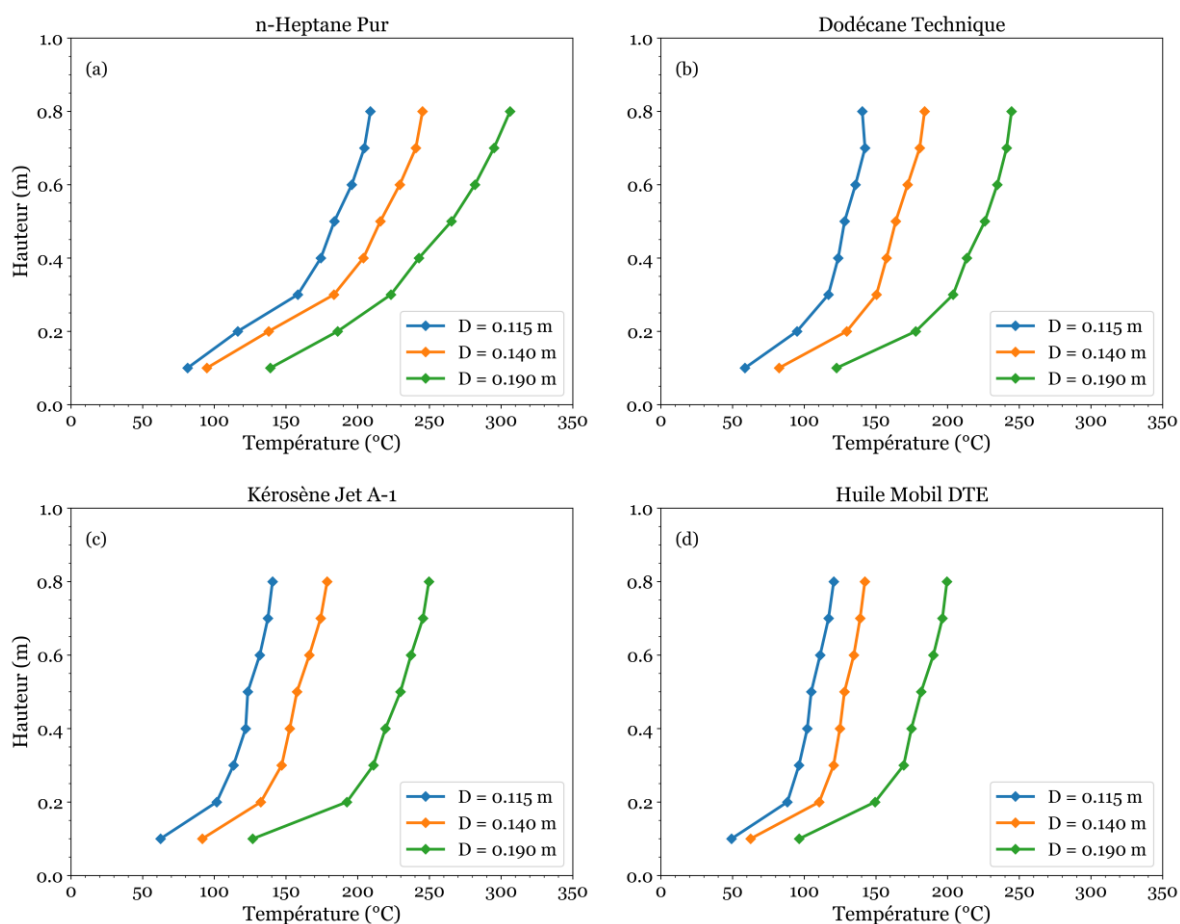 n-Heptane Pur
(a)
Hauteur (m)
1.0
0.8
0.6
0.4
0.2
0.0
0 50 100 150 200 250 300 350
Température (°C)
D = 0.115 m
D = 0.140 m
D = 0.190 m
Dodécane Technique
(b)
1.0
0.8
0.6
0.4
0.2
0.0
0 50 100 150 200 250 300 350
Température (°C)
D = 0.115 m
D = 0.140 m
D = 0.190 m
Kérosène Jet A-1
(c)
Hauteur (m)
1.0
0.8
0.6
0.4
0.2
0.0
0 50 100 150 200 250 300 350
Température (°C)
D = 0.115 m
D = 0.140 m
D = 0.190 m
Huile Mobil DTE
(d)
1.0
0.8
0.6
0.4
0.2
0.0
0 50 100 150 200 250 300 350
Température (°C)
D = 0.115 m
D = 0.140 m
D = 0.190 m